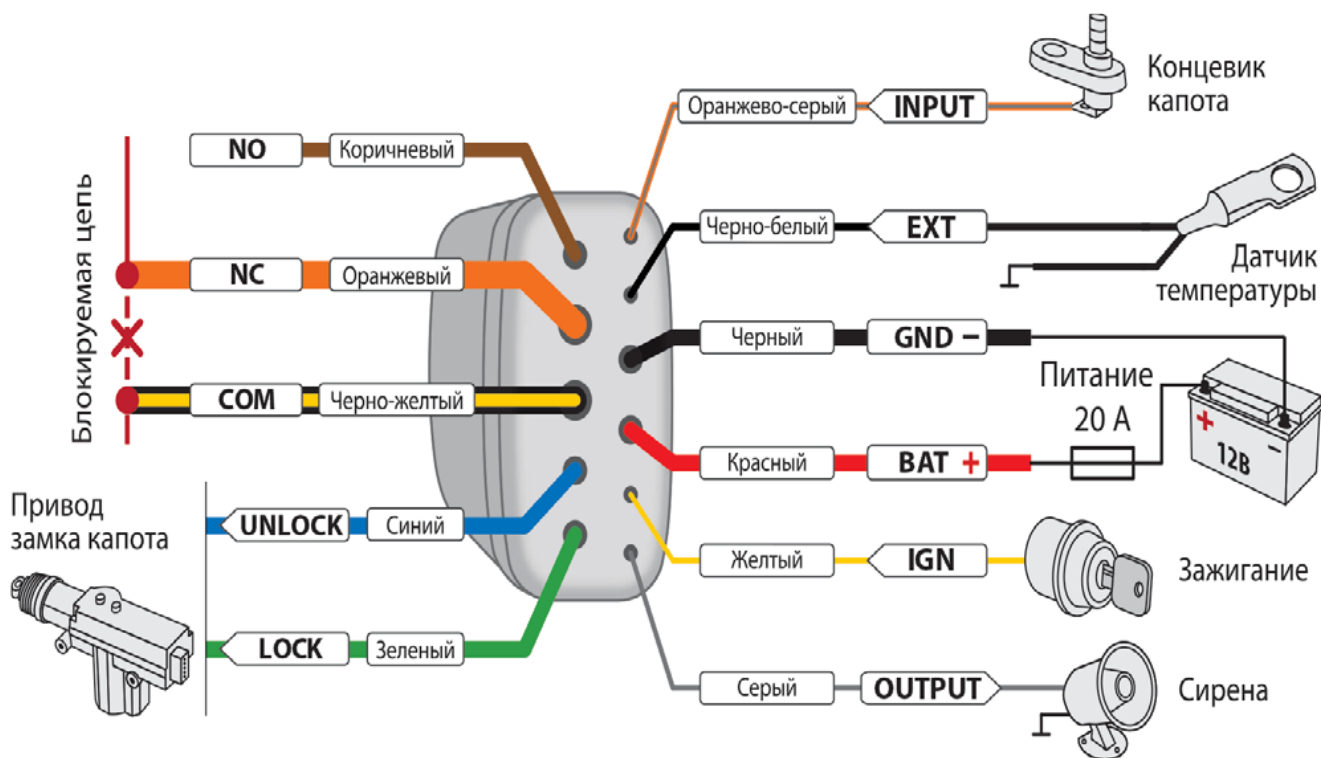 Концевик
капота
Оранжево-серый
INPUT
NO
Коричневый
Блокируемая цепь
Черно-белый
EXT
Датчик
температуры
NC
Оранжевый
Черный
GND –
Питание
20 А
COM
Черно-желтый
Красный
BAT +
+
–
12В
Привод
замка капота
UNLOCK
Синий
Желтый
IGN
Зажигание
LOCK
Зеленый
Серый
OUTPUT
Сирена